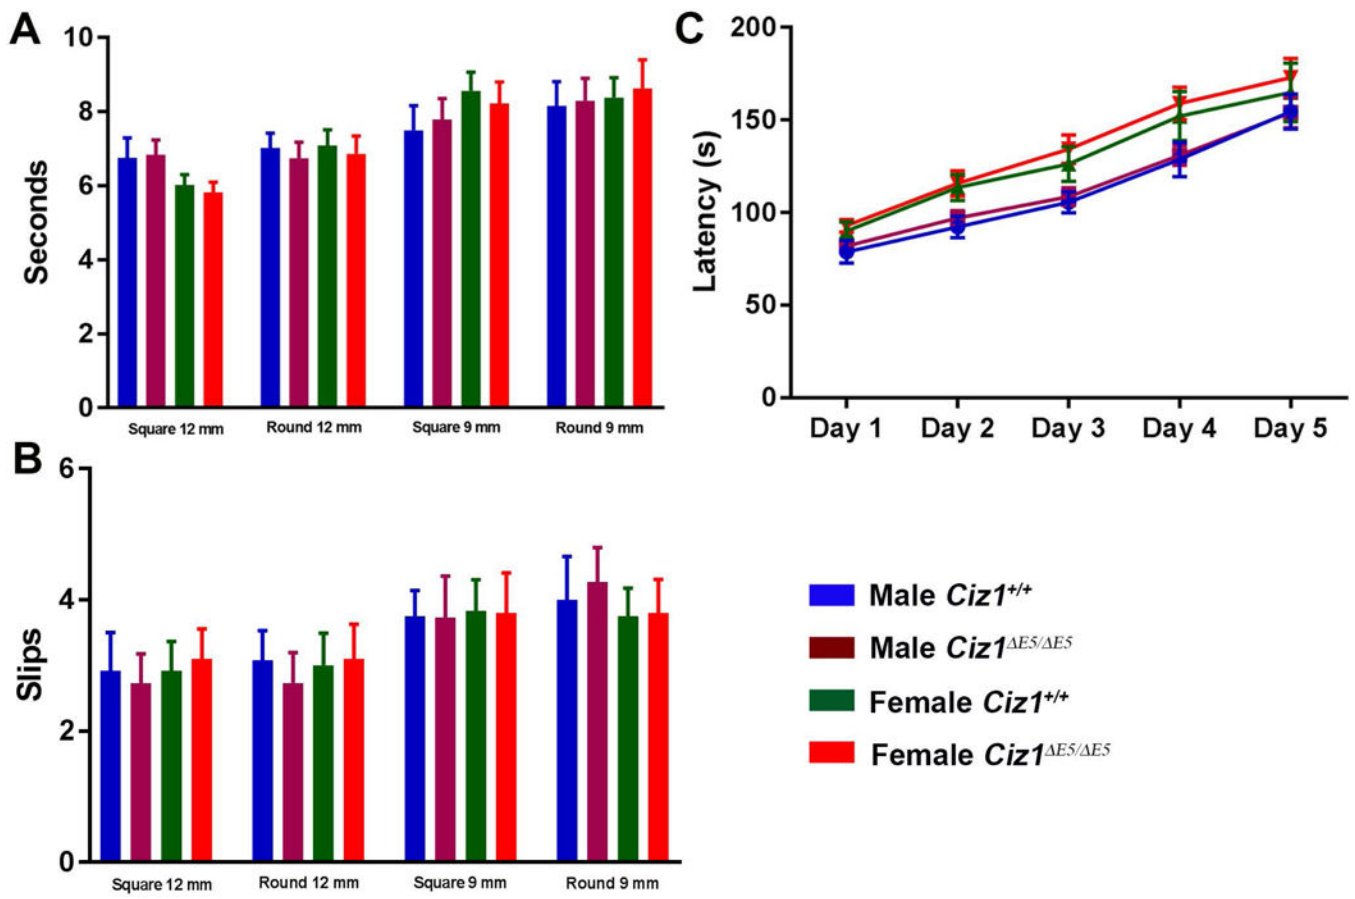 A
10
8
6
4
2
0
Seconds
Square 12 mm
Round 12 mm
Square 9 mm
Round 9 mm
B
6
4
2
0
Slips
Square 12 mm
Round 12 mm
Square 9 mm
Round 9 mm
C
200
150
100
50
0
Latency (s)
Day 1
Day 2
Day 3
Day 4
Day 5
Male Ciz1+/+
Male Ciz1ΔE5/ΔE5
Female Ciz1+/+
Female Ciz1ΔE5/ΔE5